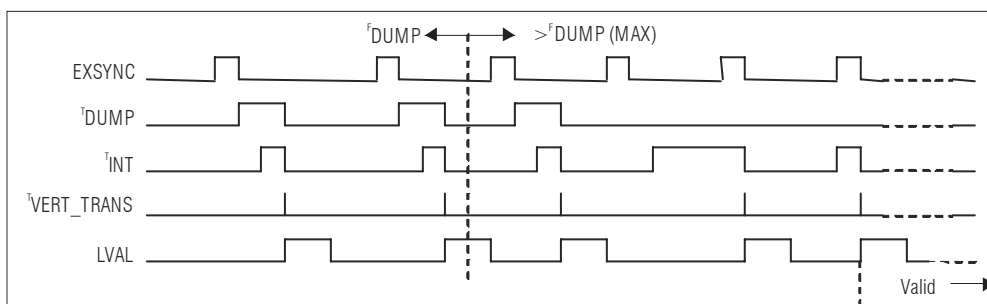 ᶠDUMP >ᶠDUMP (MAX)
EXSYNC
ᵀDUMP
ᵀINT
ᵀVERT_TRANS
LVAL
Valid